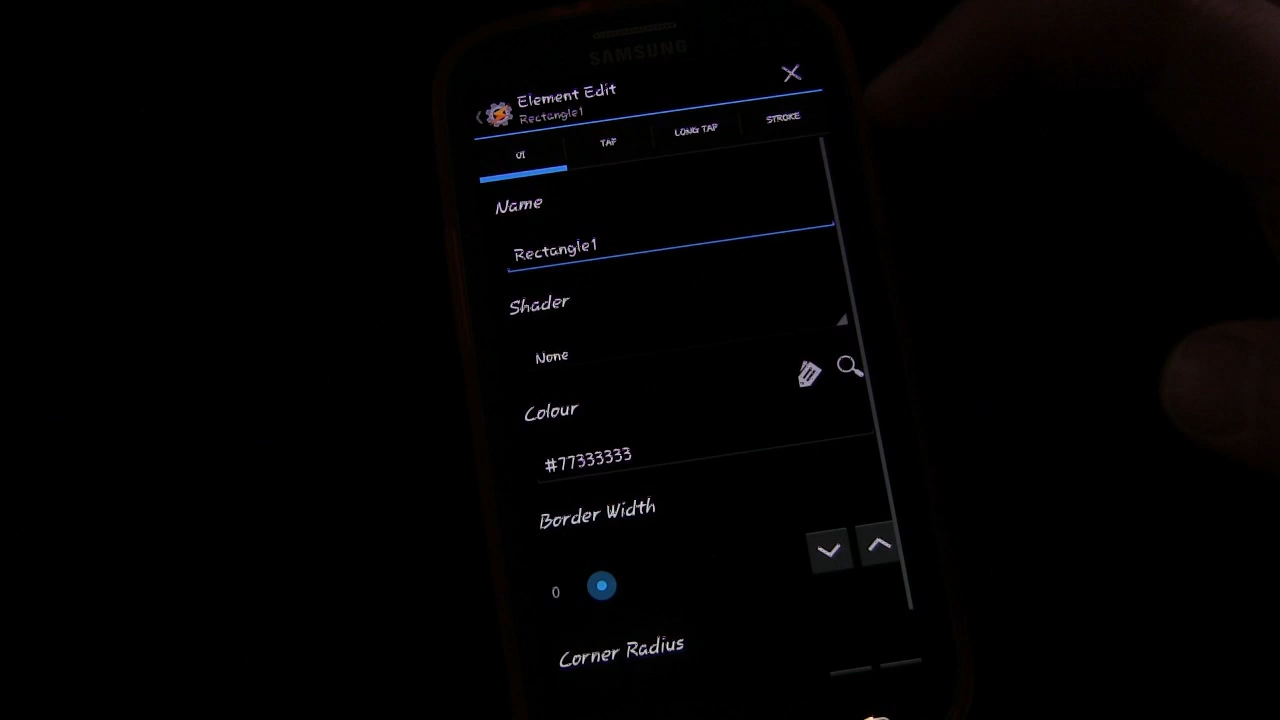 SAMSUNG
Element Edit
Rectangle1
UI
TAP
LONG TAP
STROKE
Name
Rectangle1
Shader
None
Colour
#77333333
Border Width
0
Corner Radius